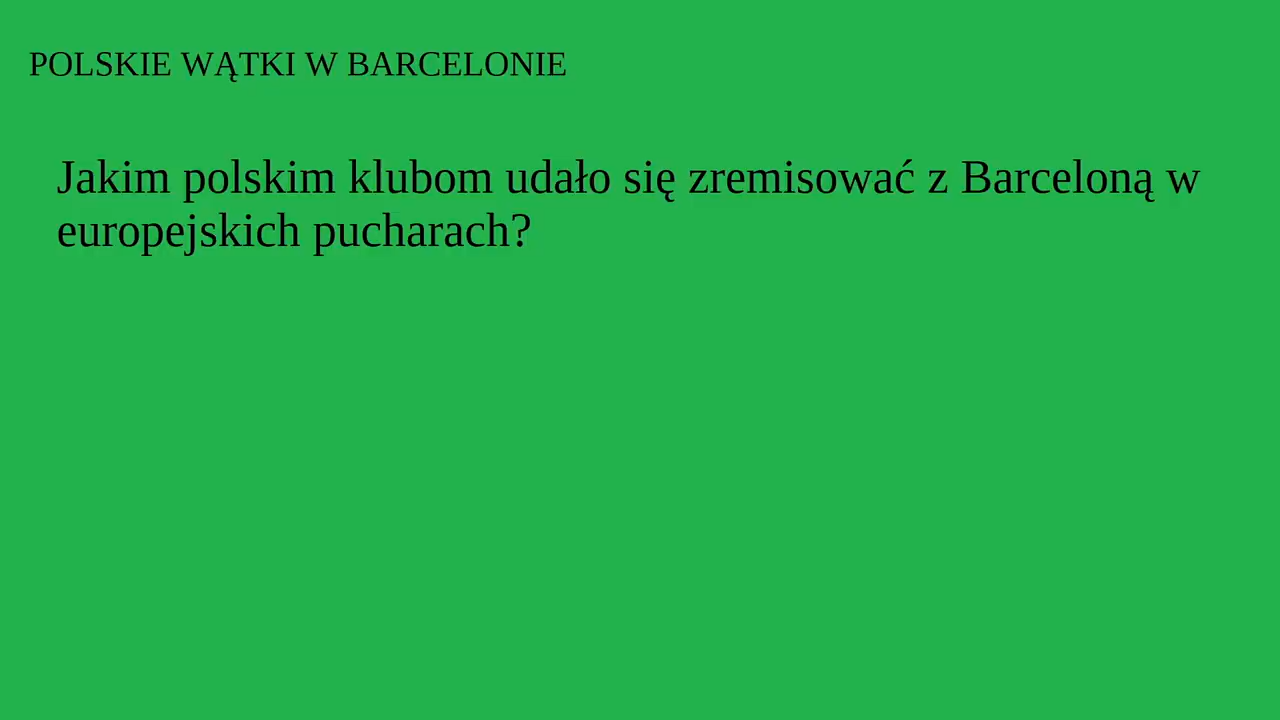 POLSKIE WĄTKI W BARCELONIE
Jakim polskim klubom udało się zremisować z Barceloną w
europejskich pucharach?